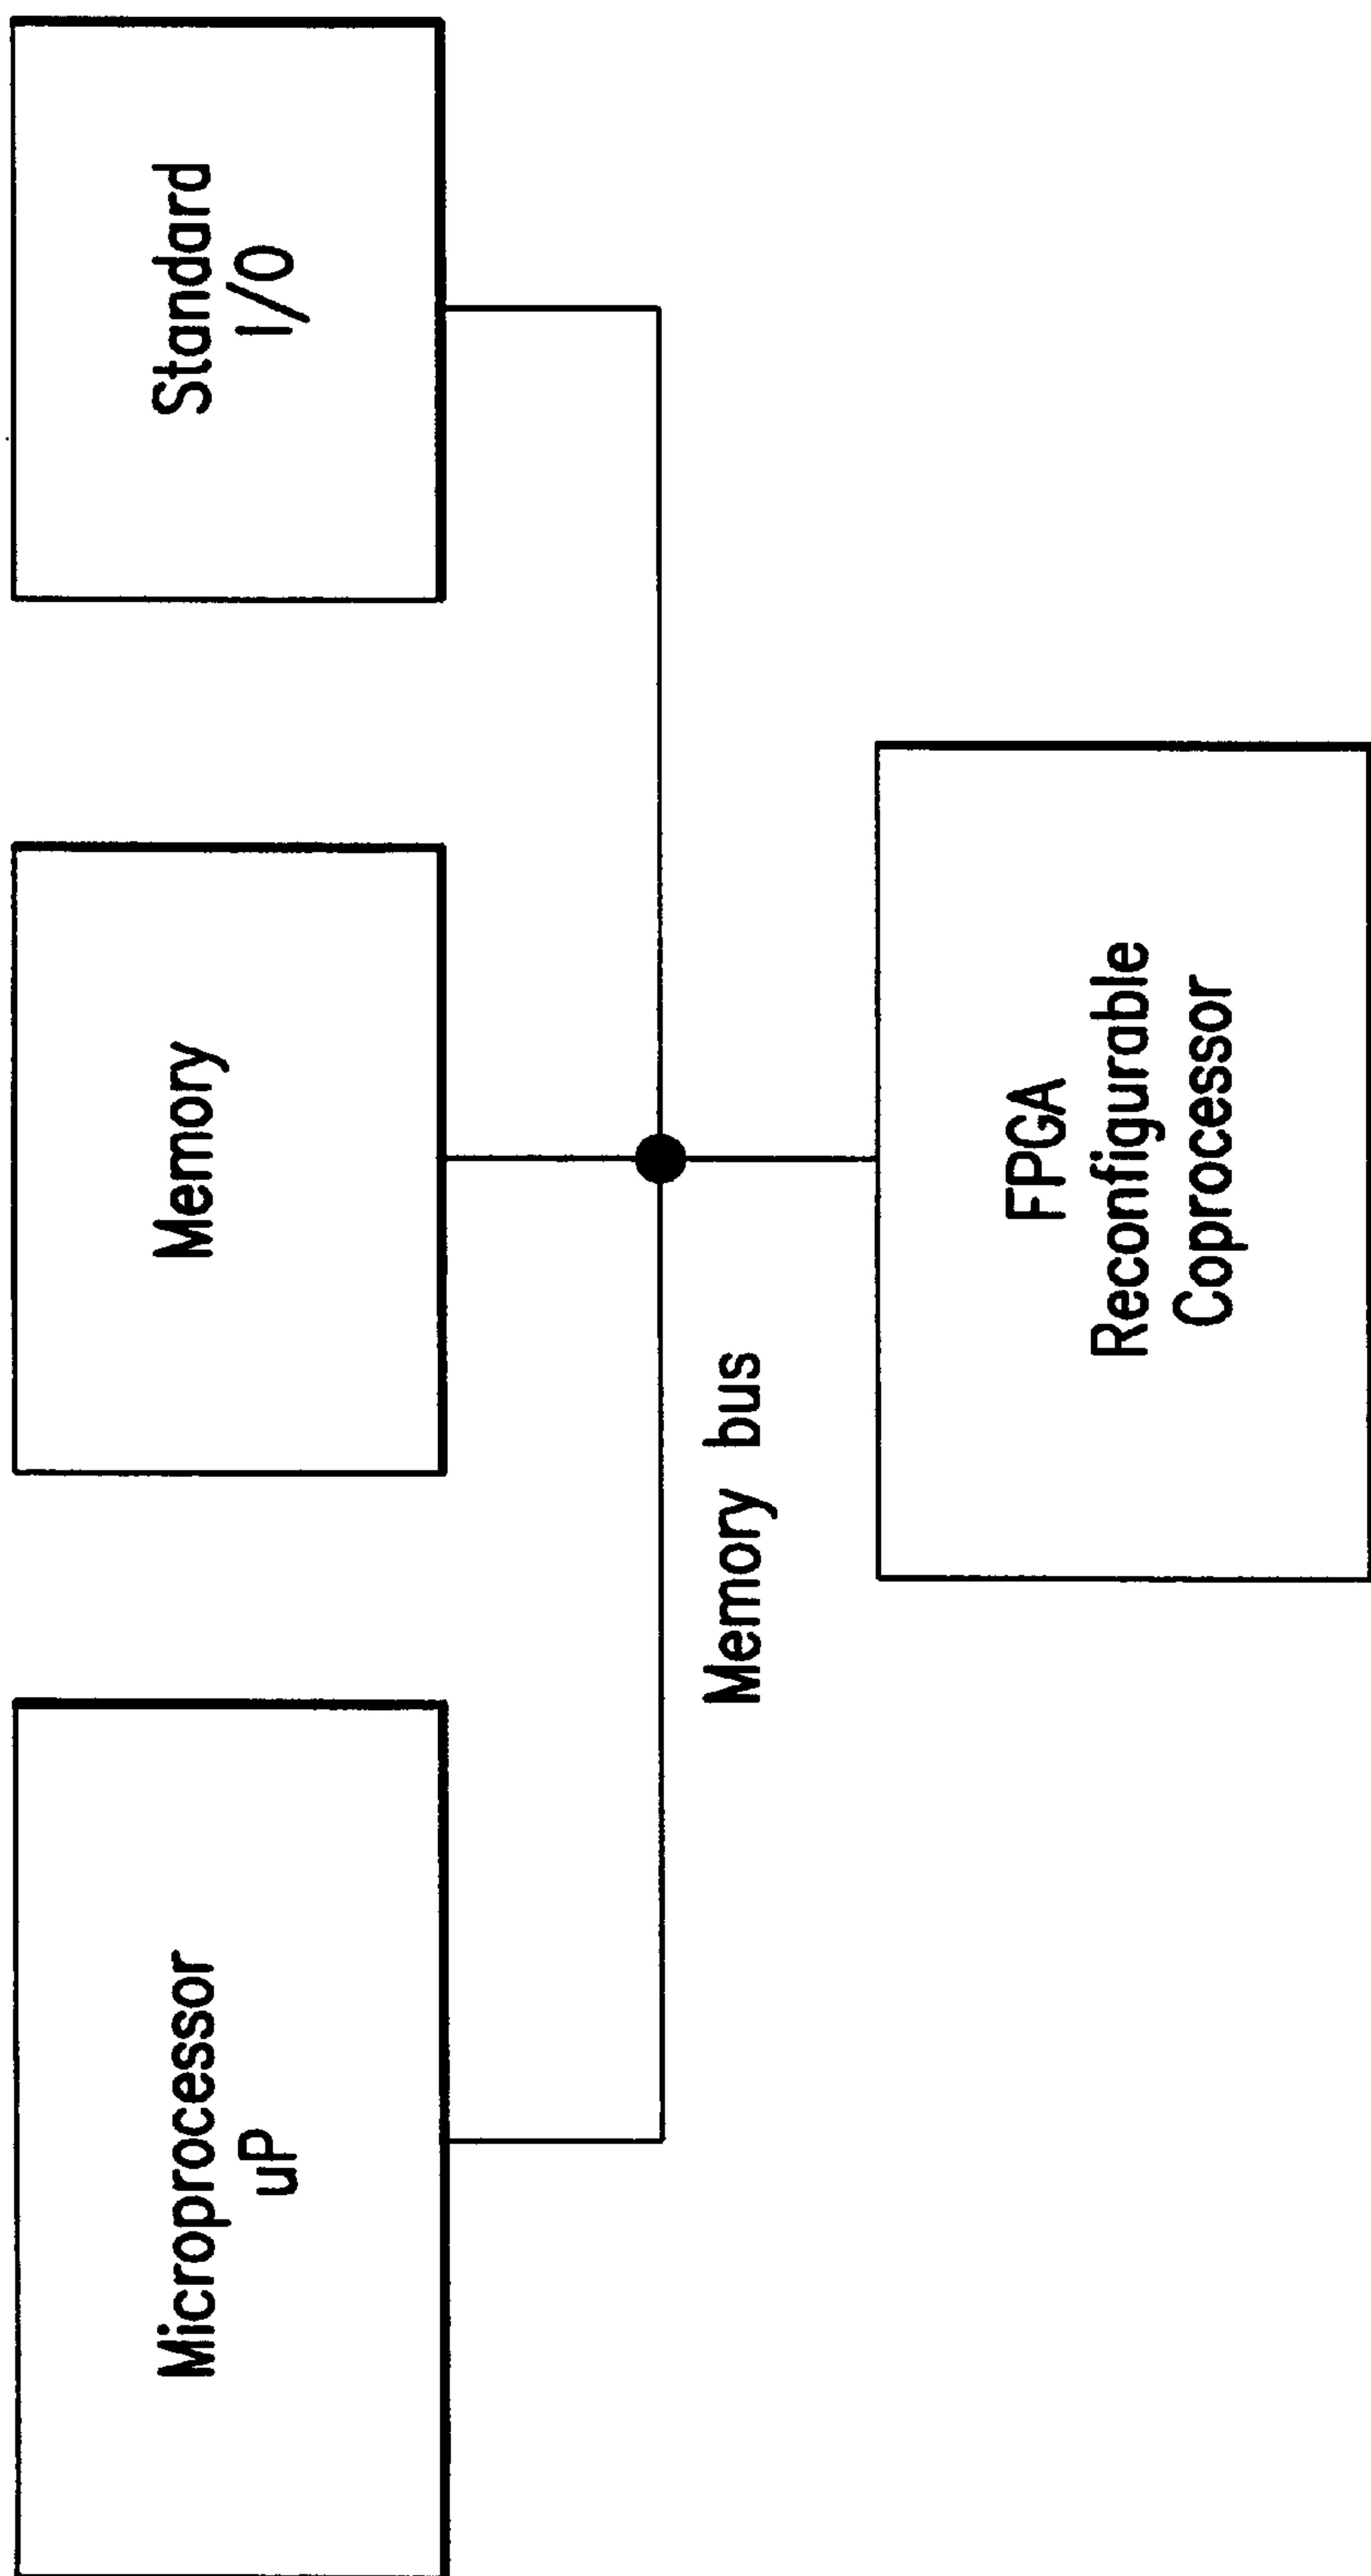 Microprocessor
uP
Memory
Standard
I/O
Memory bus
FPGA
Reconfigurable
Coprocessor